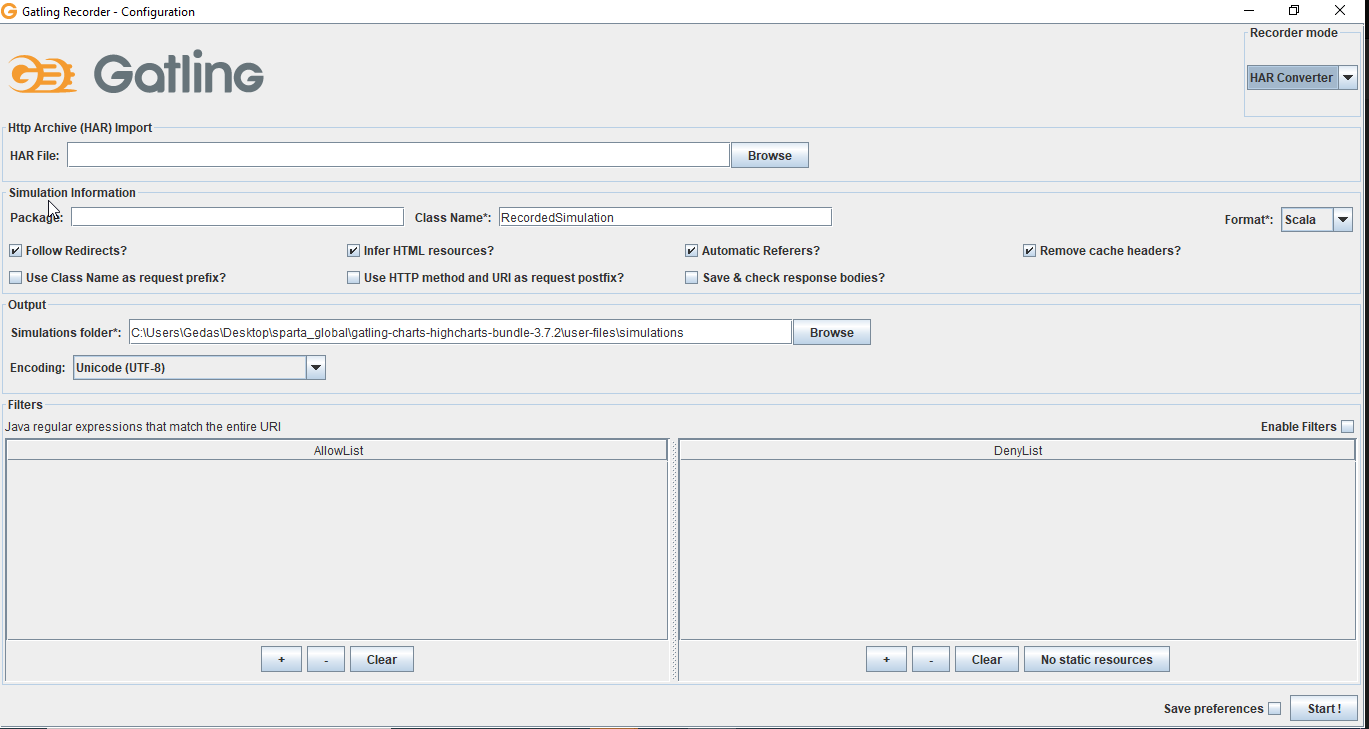 Gatling Recorder - Configuration
Gatling
Recorder mode
HAR Converter
Http Archive (HAR) Import
HAR File: Browse
Simulation Information
Package: Class Name*: RecordedSimulation Format*: Scala
Follow Redirects? Infer HTML resources? Automatic Referers? Remove cache headers?
Use Class Name as request prefix? Use HTTP method and URI as request postfix? Save & check response bodies?
Output
Simulations folder*: C:\Users\Gedas\Desktop\sparta_global\gatling-charts-highcharts-bundle-3.7.2\user-files\simulations Browse
Encoding: Unicode (UTF-8)
Filters
Java regular expressions that match the entire URI Enable Filters
AllowList DenyList
+ - Clear + - Clear No static resources
Save preferences Start !